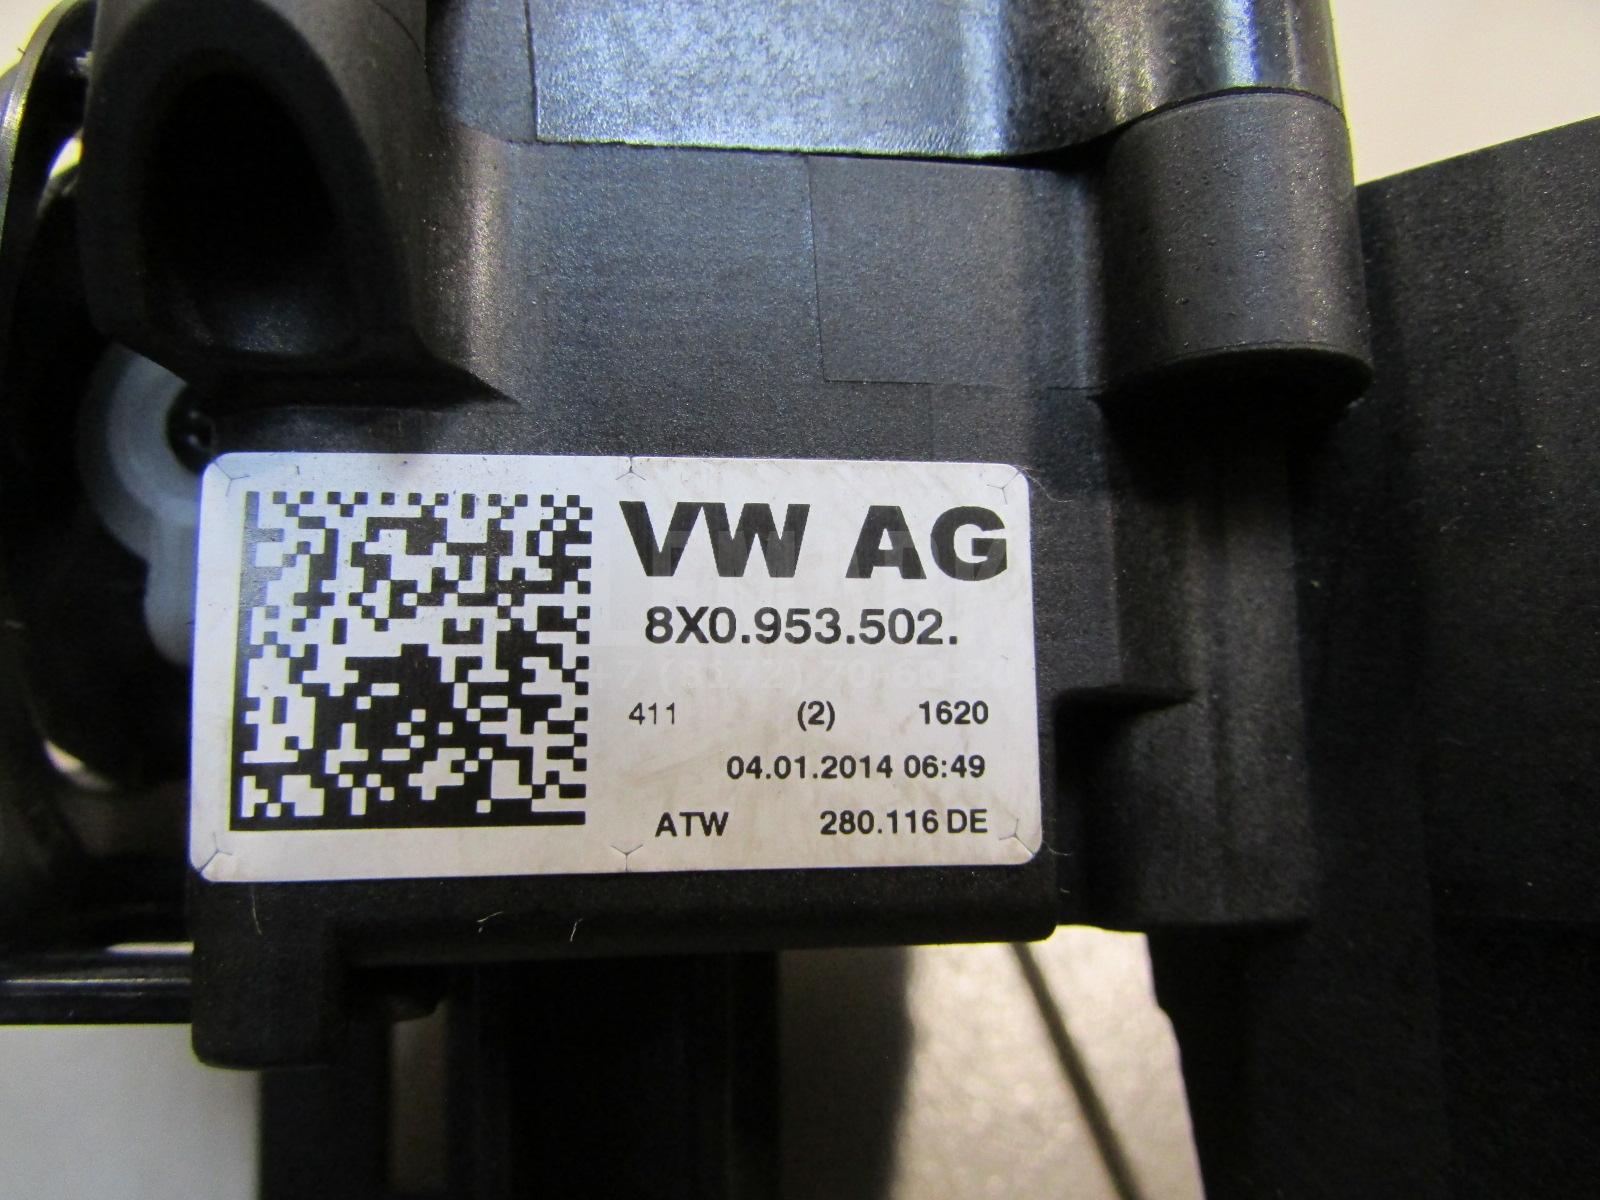 VW AG
8X0.953.502.
411 (2) 1620
04.01.2014 06:49
ATW 280.116 DE